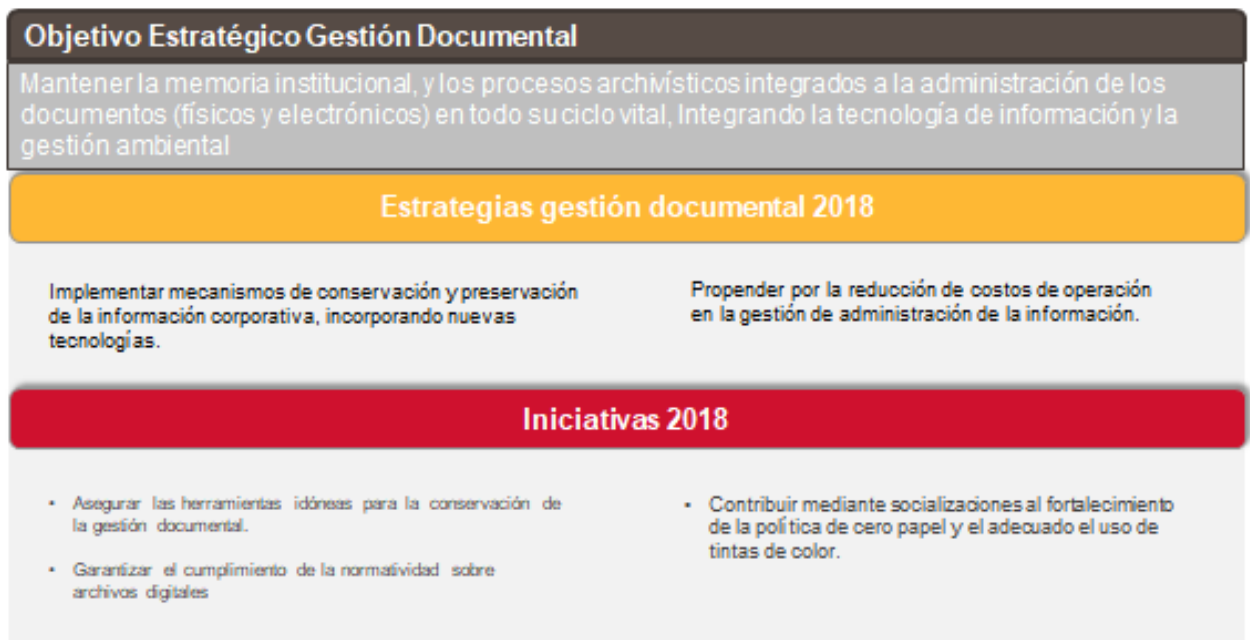 Objetivo Estratégico Gestión Documental
Mantener la memoria institucional, y los procesos archivísticos integrados a la administración de los
documentos (físicos y electrónicos) en todo su ciclo vital, Integrando la tecnología de información y la
gestión ambiental
Estrategias gestión documental 2018
Implementar mecanismos de conservación y preservación
de la información corporativa, incorporando nuevas
tecnologías.
Propender por la reducción de costos de operación
en la gestión de administración de la información.
Iniciativas 2018
▪ Asegurar las herramientas idóneas para la conservación de
la gestión documental.
▪ Garantizar el cumplimiento de la normatividad sobre
archivos digitales
▪ Contribuir mediante socializaciones al fortalecimiento
de la política de cero papel y el adecuado el uso de
tintas de color.